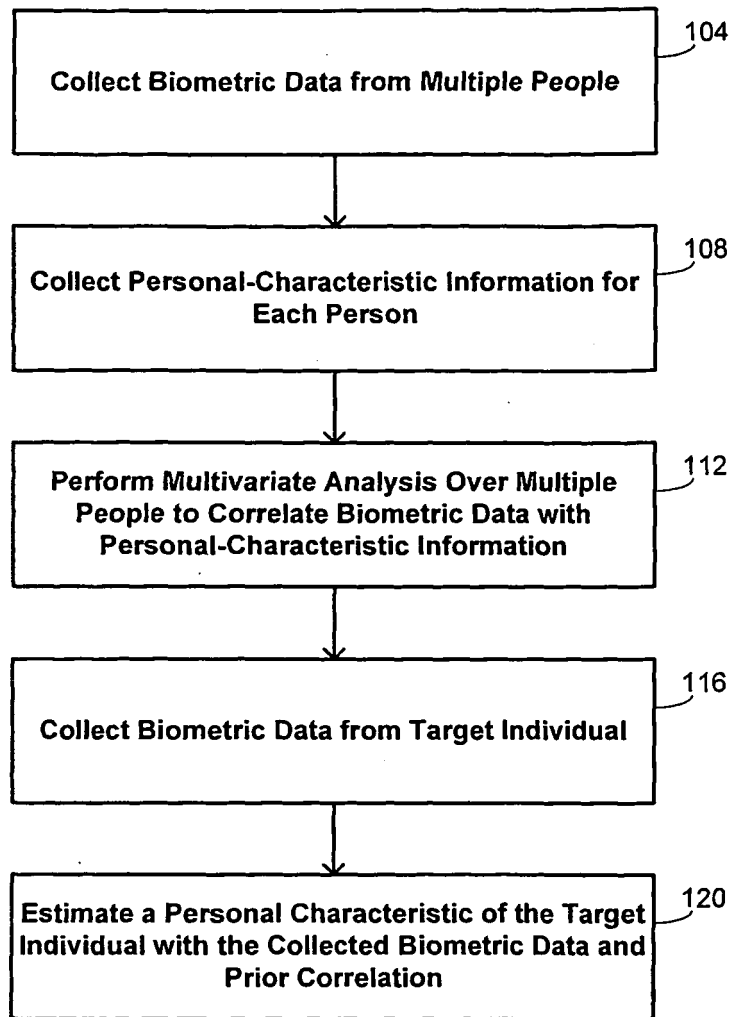 104
Collect Biometric Data from Multiple People
108
Collect Personal-Characteristic Information for
Each Person
112
Perform Multivariate Analysis Over Multiple
People to Correlate Biometric Data with
Personal-Characteristic Information
116
Collect Biometric Data from Target Individual
120
Estimate a Personal Characteristic of the Target
Individual with the Collected Biometric Data and
Prior Correlation